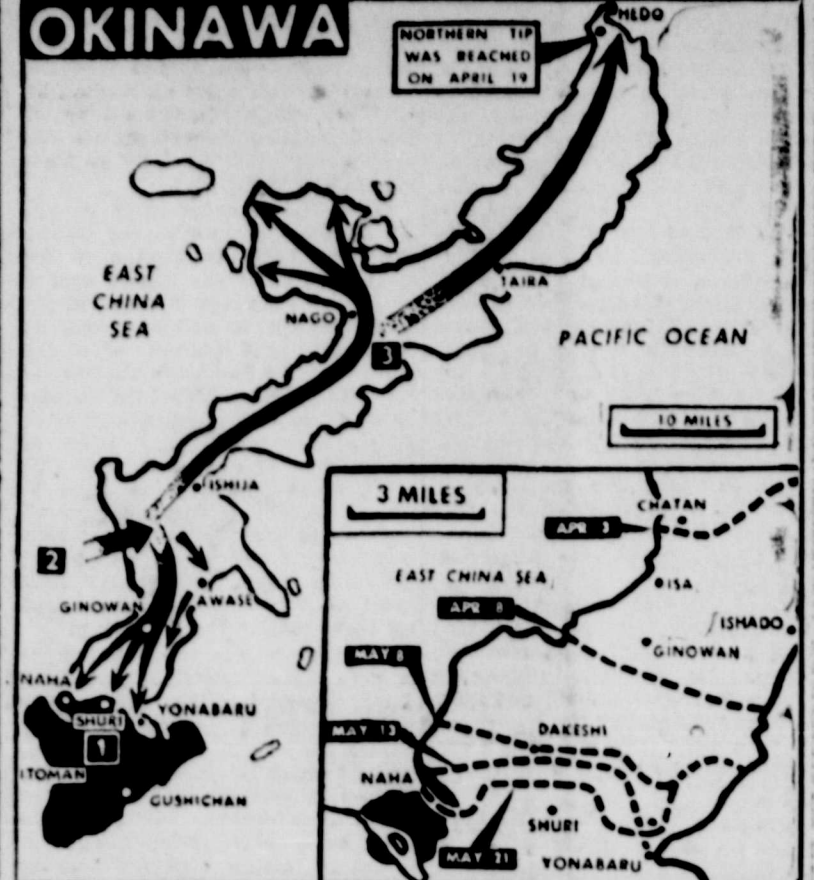 OKINAWA
HEDO
NORTHERN TIP
WAS REACHED
ON APRIL 19
EAST
CHINA
SEA
TAIRA
NAGO
PACIFIC OCEAN
3
10 MILES
ISHIJA
3 MILES
CHATAN
APR 3
2
EAST CHINA SEA
ISA
AWASE
GINOWAN
APR 8
ISHADO
GINOWAN
MAY 8
NAHA
YONABARU
SHURI
MAY 13
DAKESHI
1
ITOMAN
NAHA
GUSHICHAN
SHURI
MAY 21
YONABARU